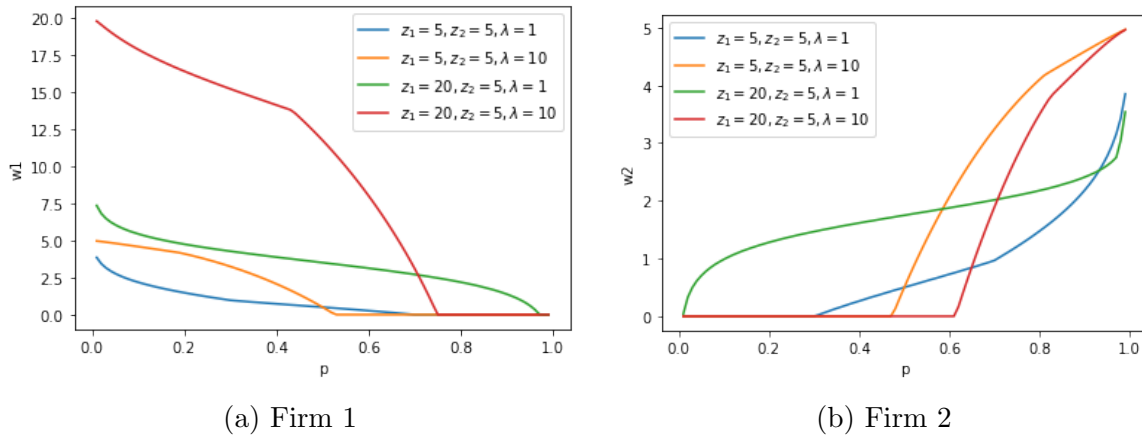 20.0
17.5
15.0
12.5
10.0
7.5
5.0
2.5
0.0
w1
0.0 0.2 0.4 0.6 0.8 1.0
p
z₁ = 5, z₂ = 5, λ = 1
z₁ = 5, z₂ = 5, λ = 10
z₁ = 20, z₂ = 5, λ = 1
z₁ = 20, z₂ = 5, λ = 10
(a) Firm 1
5
4
3
2
1
0
w2
0.0 0.2 0.4 0.6 0.8 1.0
p
z₁ = 5, z₂ = 5, λ = 1
z₁ = 5, z₂ = 5, λ = 10
z₁ = 20, z₂ = 5, λ = 1
z₁ = 20, z₂ = 5, λ = 10
(b) Firm 2